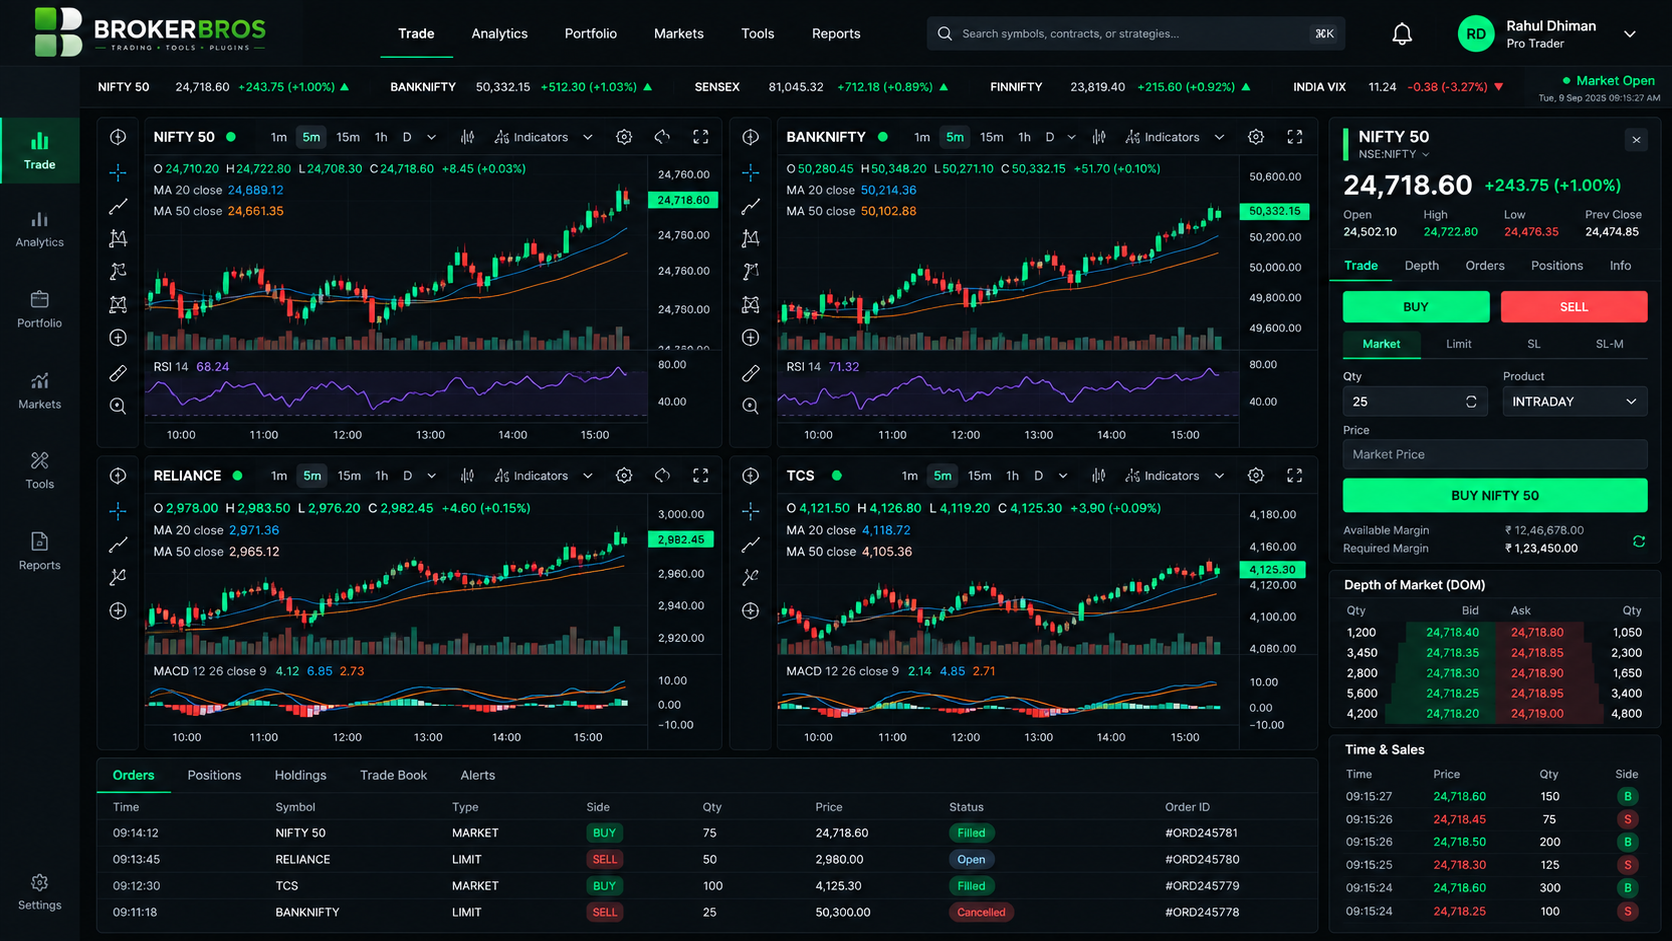 BROKERBROS
TRADING • TOOLS • PLUGINS
Trade Analytics Portfolio Markets Tools Reports
Search symbols, contracts, or strategies... ⌘K
RD Rahul Dhiman
Pro Trader
NIFTY 50 24,718.60 +243.75 (+1.00%) ▲ BANKNIFTY 50,332.15 +512.30 (+1.03%) ▲ SENSEX 81,045.32 +712.18 (+0.89%) ▲ FINNIFTY 23,819.40 +215.60 (+0.92%) ▲ INDIA VIX 11.24 -0.38 (-3.27%) ▼
Market Open
Tue, 9 Sep 2025 09:15:27 AM
Trade
Analytics
Portfolio
Markets
Tools
Reports
Settings
NIFTY 50 1m 5m 15m 1h D Indicators
O 24,710.20 H 24,722.80 L 24,708.30 C 24,718.60 +8.45 (+0.03%)
MA 20 close 24,889.12
MA 50 close 24,661.35
24,760.00
24,718.60
24,780.00
24,760.00
24,780.00
RSI 14 68.24
80.00
40.00
10:00 11:00 12:00 13:00 14:00 15:00
BANKNIFTY 1m 5m 15m 1h D Indicators
O 50,280.45 H 50,348.20 L 50,271.10 C 50,332.15 +51.70 (+0.10%)
MA 20 close 50,214.36
MA 50 close 50,102.88
50,600.00
50,332.15
50,200.00
50,000.00
49,800.00
49,600.00
RSI 14 71.32
80.00
40.00
10:00 11:00 12:00 13:00 14:00 15:00
RELIANCE 1m 5m 15m 1h D Indicators
O 2,978.00 H 2,983.50 L 2,976.20 C 2,982.45 +4.60 (+0.15%)
MA 20 close 2,971.36
MA 50 close 2,965.12
3,000.00
2,982.45
2,960.00
2,940.00
2,920.00
MACD 12 26 close 9 4.12 6.85 2.73
10.00
0.00
−10.00
10:00 11:00 12:00 13:00 14:00 15:00
TCS 1m 5m 15m 1h D Indicators
O 4,121.50 H 4,126.80 L 4,119.20 C 4,125.30 +3,90 (+0.09%)
MA 20 close 4,118.72
MA 50 close 4,105.36
4,180.00
4,160.00
4,125.30
4,120.00
4,100.00
4,080.00
MACD 12 26 close 9 2.14 4.85 2.71
10.00
0.00
−10.00
10:00 11:00 12:00 13:00 14:00 15:00
Orders Positions Holdings Trade Book Alerts
Time Symbol Type Side Qty Price Status Order ID
09:14:12 NIFTY 50 MARKET BUY 75 24,718.60 Filled #ORD245781
09:13:45 RELIANCE LIMIT SELL 50 2,980.00 Open #ORD245780
09:12:30 TCS MARKET BUY 100 4,125.30 Filled #ORD245779
09:11:18 BANKNIFTY LIMIT SELL 25 50,300.00 Cancelled #ORD245778
NIFTY 50
NSE:NIFTY
24,718.60 +243.75 (+1.00%)
Open High Low Prev Close
24,502.10 24,722.80 24,476.35 24,474.85
Trade Depth Orders Positions Info
BUY SELL
Market Limit SL SL-M
Qty Product
25 INTRADAY
Price
Market Price
BUY NIFTY 50
Available Margin ₹ 12,46,678.00
Required Margin ₹ 1,23,450.00
Depth of Market (DOM)
Qty Bid Ask Qty
1,200 24,718.40 24,718.80 1,050
3,450 24,718.35 24,718.85 2,300
2,800 24,718.30 24,718.90 1,650
5,600 24,718.25 24,718.95 3,400
4,200 24,718.20 24,719.00 4,800
Time & Sales
Time Price Qty Side
09:15:27 24,718.60 150 B
09:15:26 24,718.45 75 S
09:15:26 24,718.50 200 B
09:15:25 24,718.30 125 S
09:15:24 24,718.60 300 B
09:15:24 24,718.25 100 S